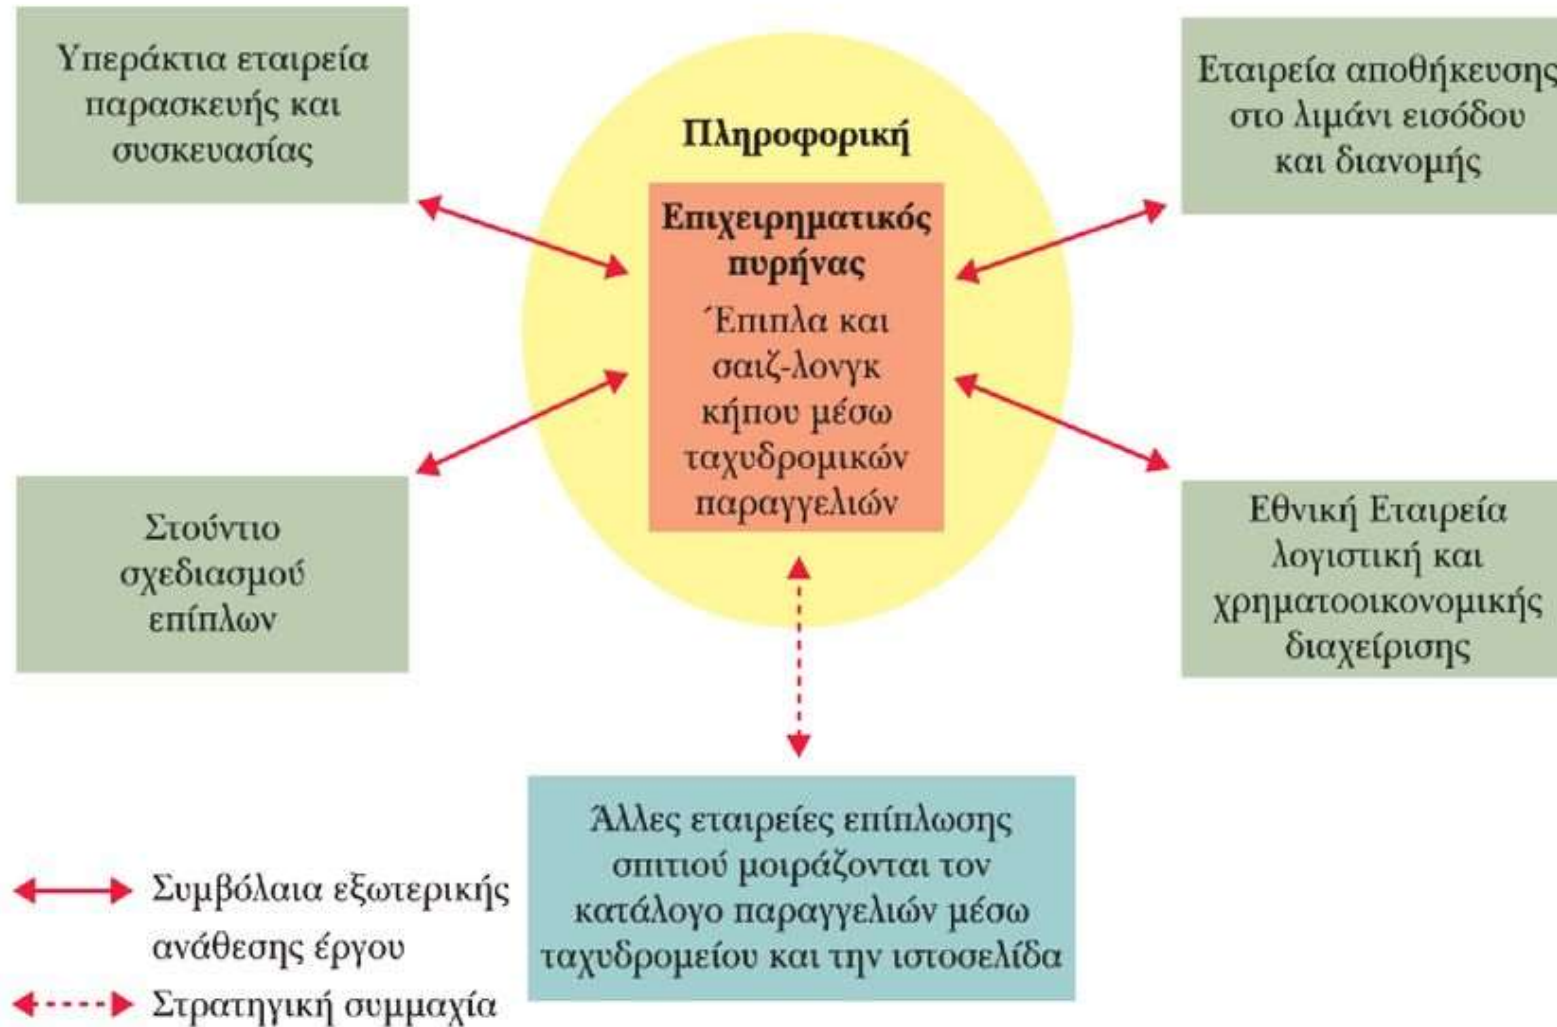 Υπεράκτια εταιρεία
παρασκευής και
συσκευασίας
Πληροφορική
Εταιρεία αποθήκευσης
στο λιμάνι εισόδου
και διανομής
Επιχειρηματικός
πυρήνας
Έπιπλα και
σαιζ-λονγκ
κήπου μέσω
ταχυδρομικών
παραγγελιών
Στούντιο
σχεδιασμού
επίπλων
Εθνική Εταιρεία
λογιστική και
χρηματοοικονομικής
διαχείρισης
Άλλες εταιρείες επίπλωσης
σπιτιού μοιράζονται τον
κατάλογο παραγγελιών μέσω
ταχυδρομείου και την ιστοσελίδα
Συμβόλαια εξωτερικής
ανάθεσης έργου
Στρατηγική συμμαχία